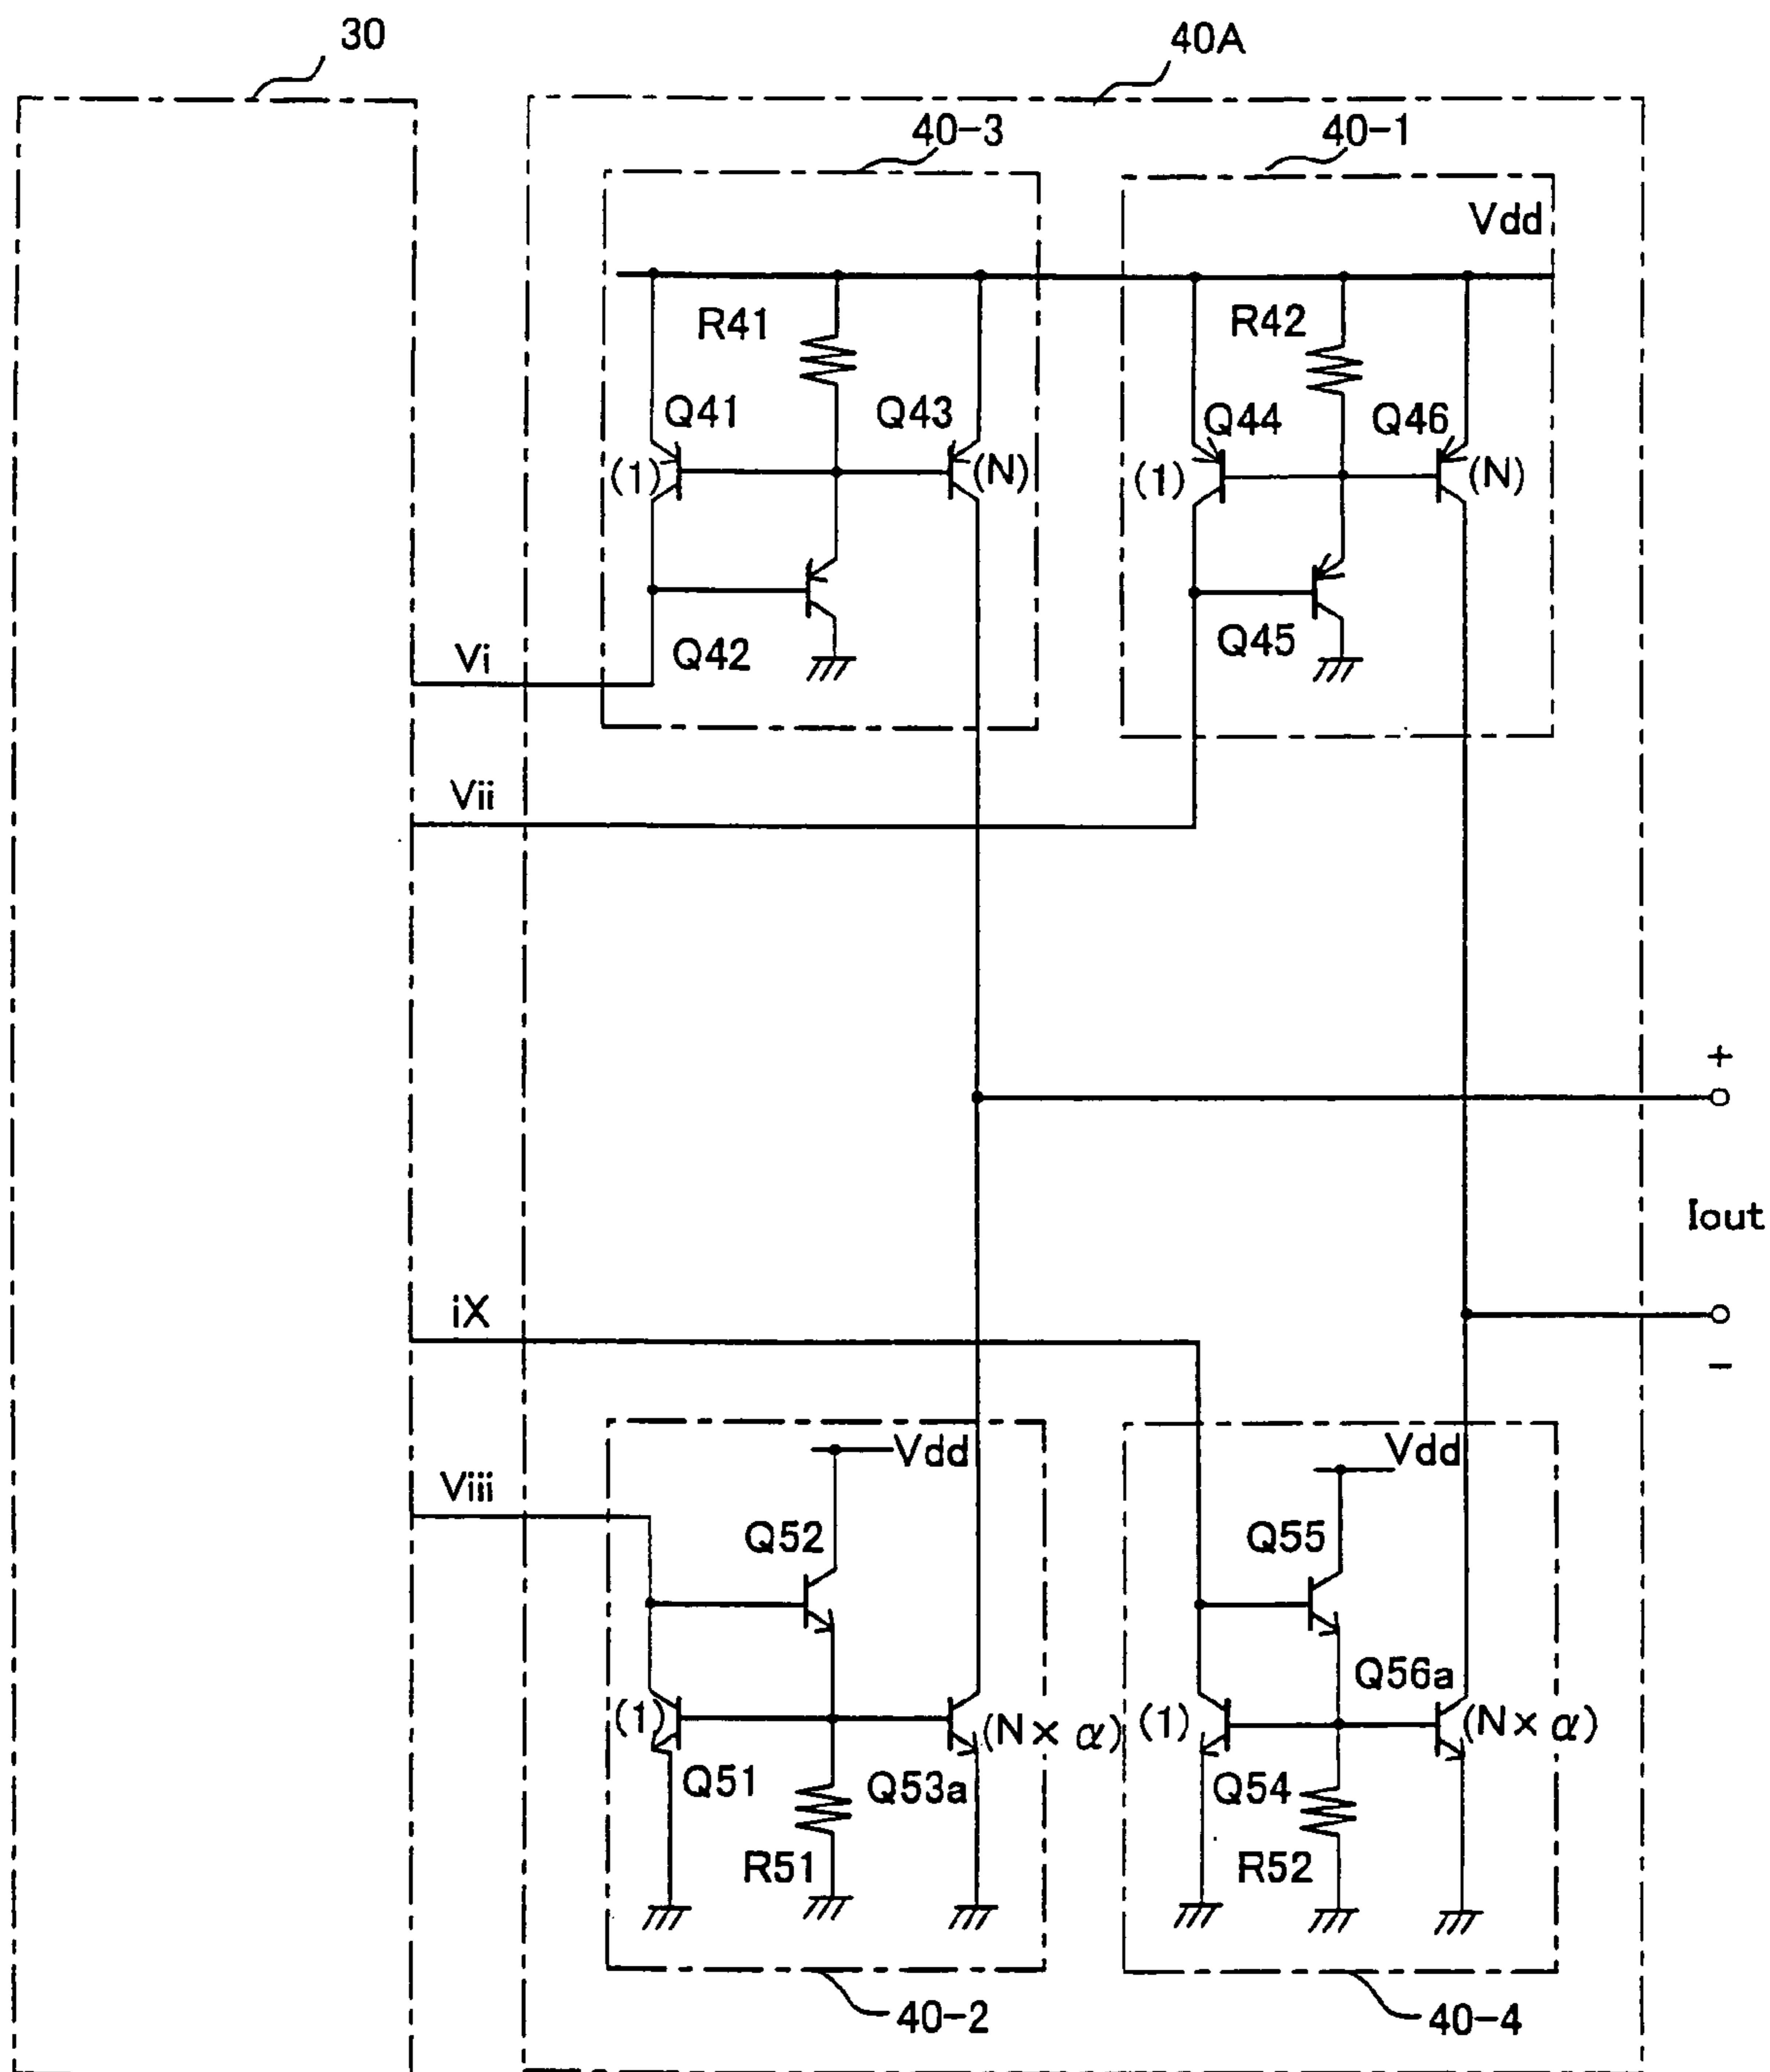 30
40A
40-3
40-1
Vdd
R41
R42
Q41
Q43
Q44
Q46
(1)
(N)
(1)
(N)
Q42
Q45
Vi
Vii
+
Iout
iX
−
Vdd
Vdd
Viii
Q52
Q55
Q56a
(1)
(N× α)
(1)
(N× α)
Q51
Q53a
Q54
R51
R52
40-2
40-4